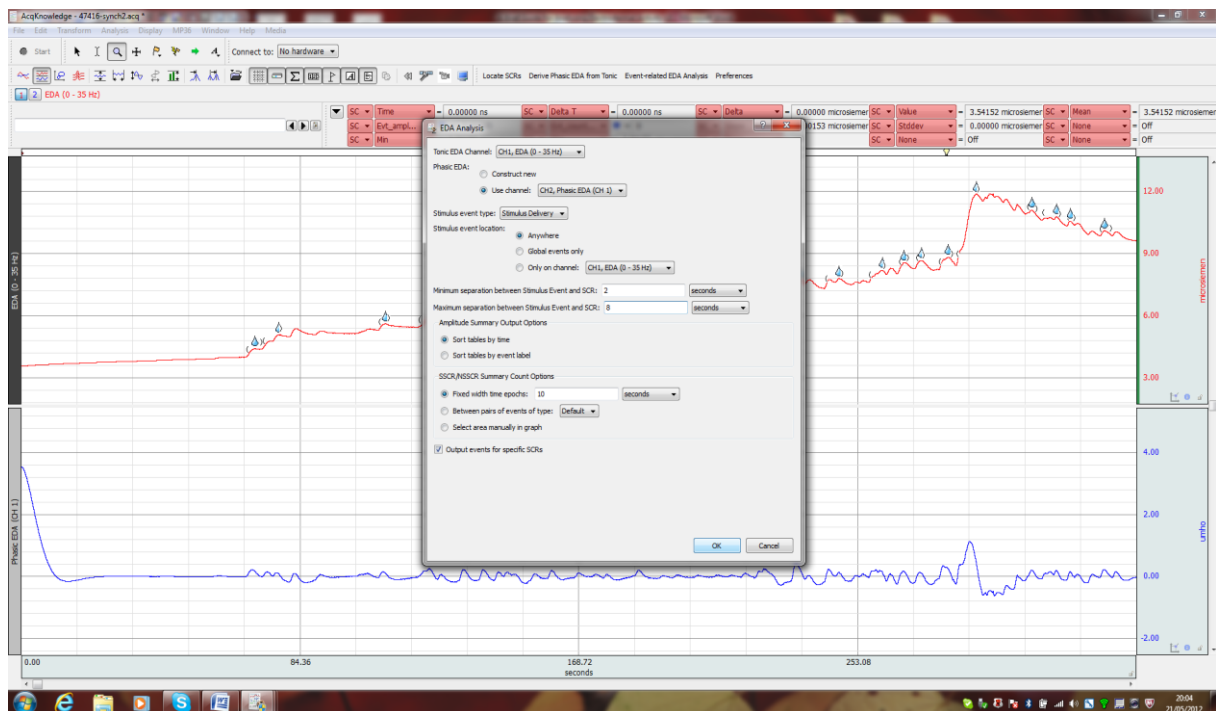 AcqKnowledge - 47416-synch2.acq *
File Edit Transform Analysis Display MP36 Window Help Media
Start Connect to: No hardware
Locate SCRs Derive Phasic EDA from Tonic Event-related EDA Analysis Preferences
1 2 EDA (0 - 35 Hz)
SC Time = 0.00000 ns SC Delta T = 0.00000 ns SC Delta = 0.00000 microsiemen SC Value = 3.54152 microsiemen SC Mean = 3.54152 microsiemen
SC Evt_ampl... 00153 microsiemen SC Stddev = 0.00000 microsiemen SC None = Off
SC Min SC None = Off SC None = Off
EDA Analysis
Tonic EDA Channel: CH1, EDA (0 - 35 Hz)
Phasic EDA:
Construct new
Use channel: CH2, Phasic EDA (CH 1)
Stimulus event type: Stimulus Delivery
Stimulus event location:
Anywhere
Global events only
Only on channel: CH1, EDA (0 - 35 Hz)
Minimum separation between Stimulus Event and SCR: 2 seconds
Maximum separation between Stimulus Event and SCR: 8 seconds
Amplitude Summary Output Options
Sort tables by time
Sort tables by event label
SSCR/NSSCR Summary Count Options
Fixed width time epochs: 10 seconds
Between pairs of events of type: Default
Select area manually in graph
Output events for specific SCRs
OK Cancel
EDA (0 - 35 Hz)
12.00
9.00
6.00
3.00
microsiemen
Phasic EDA (CH 1)
4.00
2.00
0.00
-2.00
umho
0.00 84.36 168.72 253.08
seconds
20:04
21/05/2012